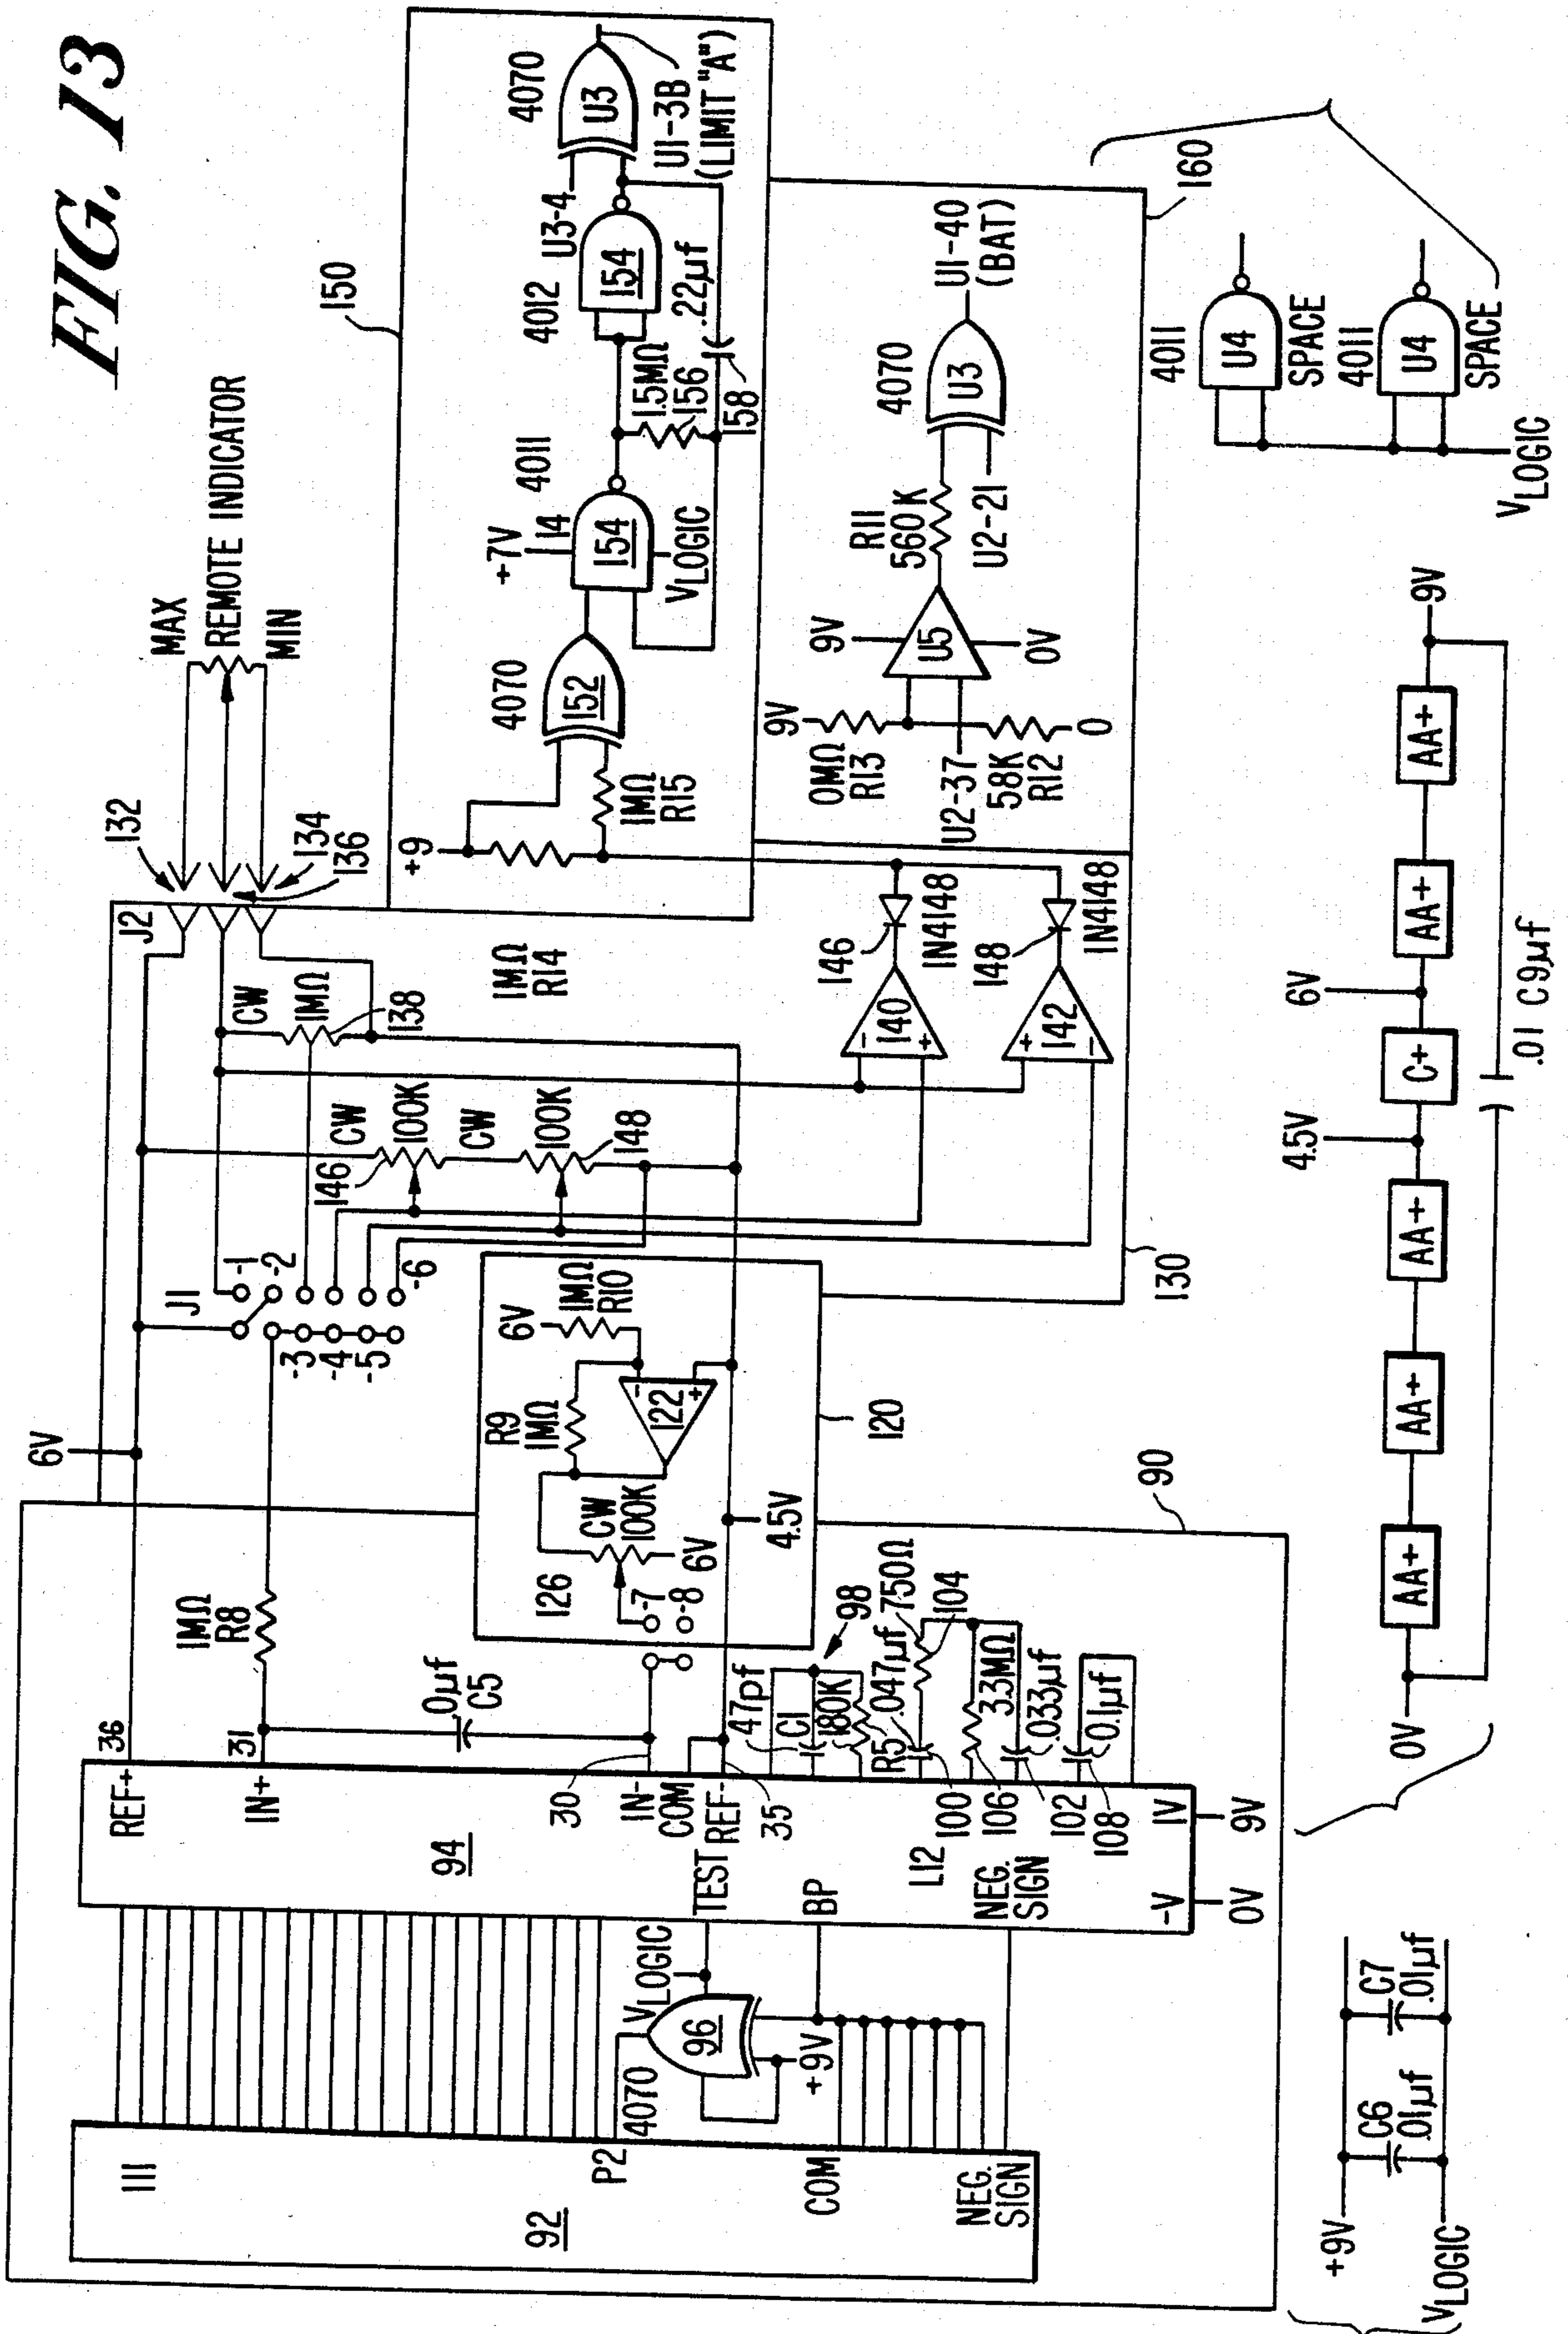 FIG. 13
MAX
REMOTE INDICATOR
MIN
132
134
136
J2
150
+9
1MΩ
R15
4070
152
+7V
14
4011
154
VLOGIC
1.5MΩ
156
158
4012
154
U3-4
.22µf
4070
U3
U1-3B
(LIMIT "A")
6V
J1
-1
-2
-3
-4
-5
-6
CW
1MΩ
138
1MΩ
R14
146
CW
100K
CW
100K
148
140
-
+
142
+
-
146
1N4148
148
1N4148
9V
0MΩ
R13
U2-37
58K
R12
0
9V
U5
0V
R11
560K
U2-21
4070
U3
U1-40
(BAT)
160
130
4011
U4
SPACE
4011
U4
SPACE
VLOGIC
6V
1MΩ
R10
R9
1MΩ
122
-
+
CW
100K
126
6V
-7
-8
4.5V
120
90
1MΩ
R8
.0µf
C5
REF+
36
IN+
31
30
IN-
COM
REF-
35
94
TEST
BP
L12
NEG.
SIGN
-V
1V
0V
9V
47pf
C1
180K
R5
98
.047µf
100
750Ω
104
33MΩ
106
.033µf
102
0.1µf
108
VLOGIC
96
4070
+9V
P2
COM
NEG.
SIGN
111
92
+9V
C6
.01µf
C7
.01µf
VLOGIC
0V
AA+
AA+
AA+
4.5V
C+
6V
AA+
AA+
9V
.01 C9µf